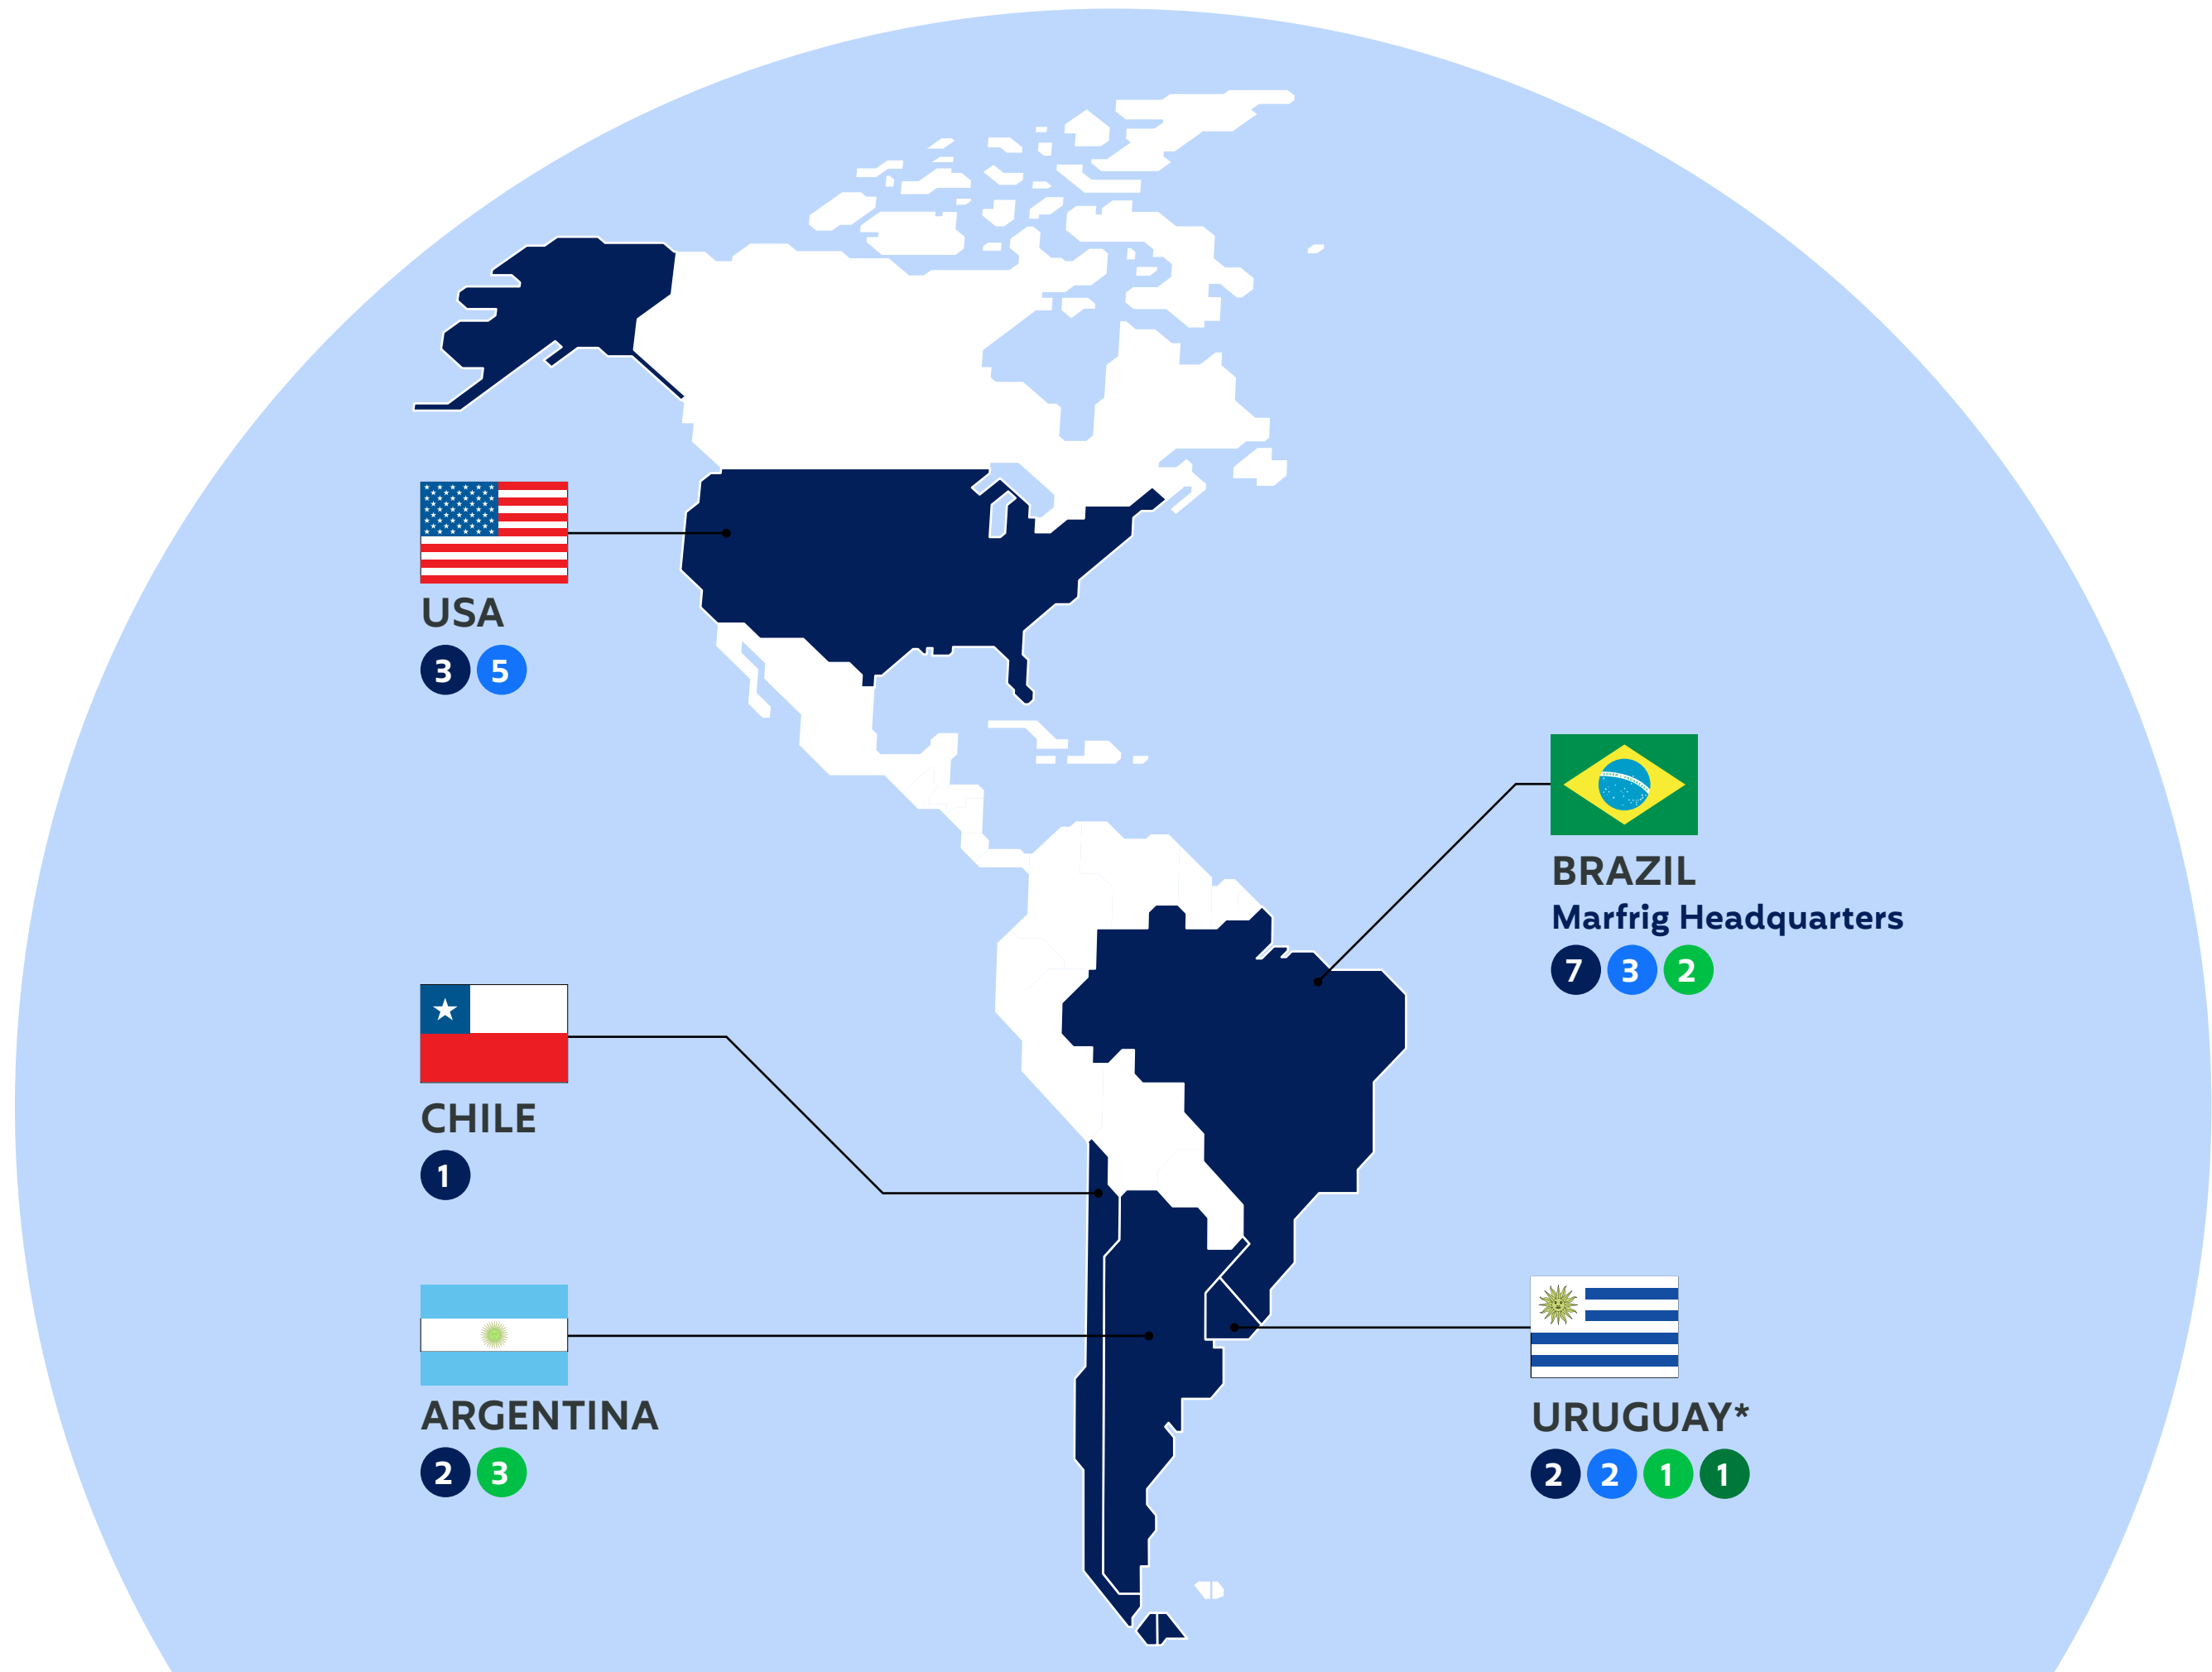 USA
3 5
BRAZIL
Marfrig Headquarters
7 3 2
CHILE
1
ARGENTINA
2 3
URUGUAY*
2 2 1 1